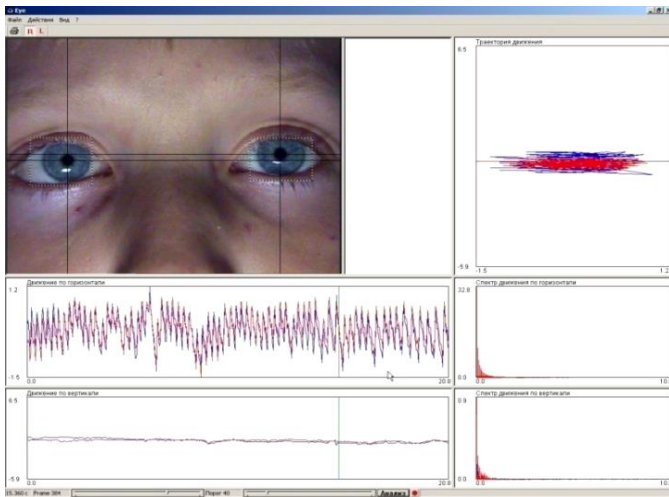 Eye
Файл Действия Вид ?
R L
Траектория движения
6.5
-5.9
-1.5 1.2
Движение по горизонтали
1.2
-1.5
0.0 20.0
Спектр движения по горизонтали
32.8
0.0
0.0 10.
Движение по вертикали
6.5
-5.9
0.0 20.0
Спектр движения по вертикали
0.9
0.0
0.0 10.
15.360 c Frame 384 Порог 40 Анализ